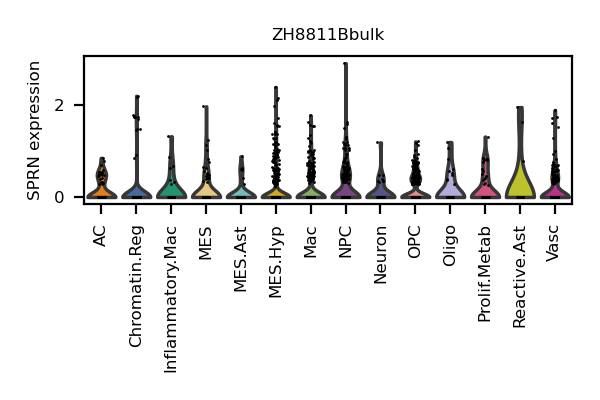 ZH8811Bbulk
SPRN expression
2
0
AC
Chromatin.Reg
Inflammatory.Mac
MES
MES.Ast
MES.Hyp
Mac
NPC
Neuron
OPC
Oligo
Prolif.Metab
Reactive.Ast
Vasc